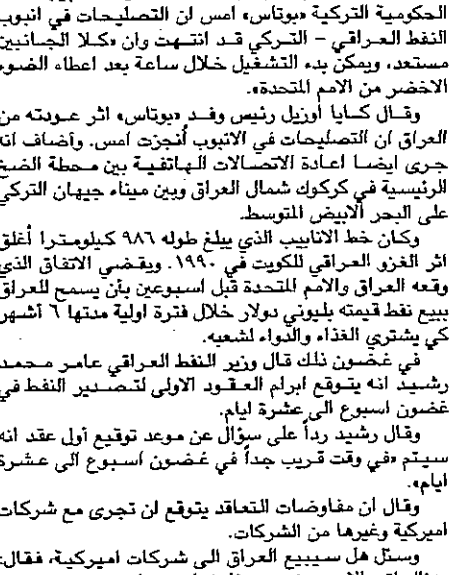 الحكومية التركية «بوتاس» امس ان التصليحات في انبوب
النفط العراقي – التركي قد انتهت وان «كلا الجانبين
مستعد، ويمكن بدء التشغيل خلال ساعة بعد اعطاء الضوء
الاخضر من الامم المتحدة».
وقال كايا أوزيل رئيس وفد «بوتاس» اثر عودته من
العراق ان التصليحات في الانبوب أنجزت امس. وأضاف انه
جرى ايضا اعادة الاتصالات الهاتفية بين محطة الضخ
الرئيسية في كركوك شمال العراق وبين ميناء جيهان التركي
على البحر الابيض المتوسط.
وكان خط الانابيب الذي يبلغ طوله ٩٨٦ كيلومترا أغلق
اثر الغزو العراقي للكويت في ١٩٩٠. ويقضي الاتفاق الذي
وقعه العراق والامم المتحدة قبل اسبوعين بأن يسمح للعراق
ببيع نفط قيمته بليوني دولار خلال فترة اولية مدتها ٦ أشهر
كي يشتري الغذاء والدواء لشعبه.
في غضون ذلك قال وزير النفط العراقي عامر محمد
رشيد انه يتوقع ابرام العقود الاولى لتصدير النفط في
غضون اسبوع الى عشرة ايام.
وقال رشيد رداً على سؤال عن موعد توقيع أول عقد انه
سيتم «في وقت قريب جداً في غضون اسبوع الى عشرة
ايام».
وقال ان مفاوضات التعاقد يتوقع ان تجرى مع شركات
اميركية وغيرها من الشركات.
وسئل هل سيبيع العراق الى شركات اميركية، فقال: